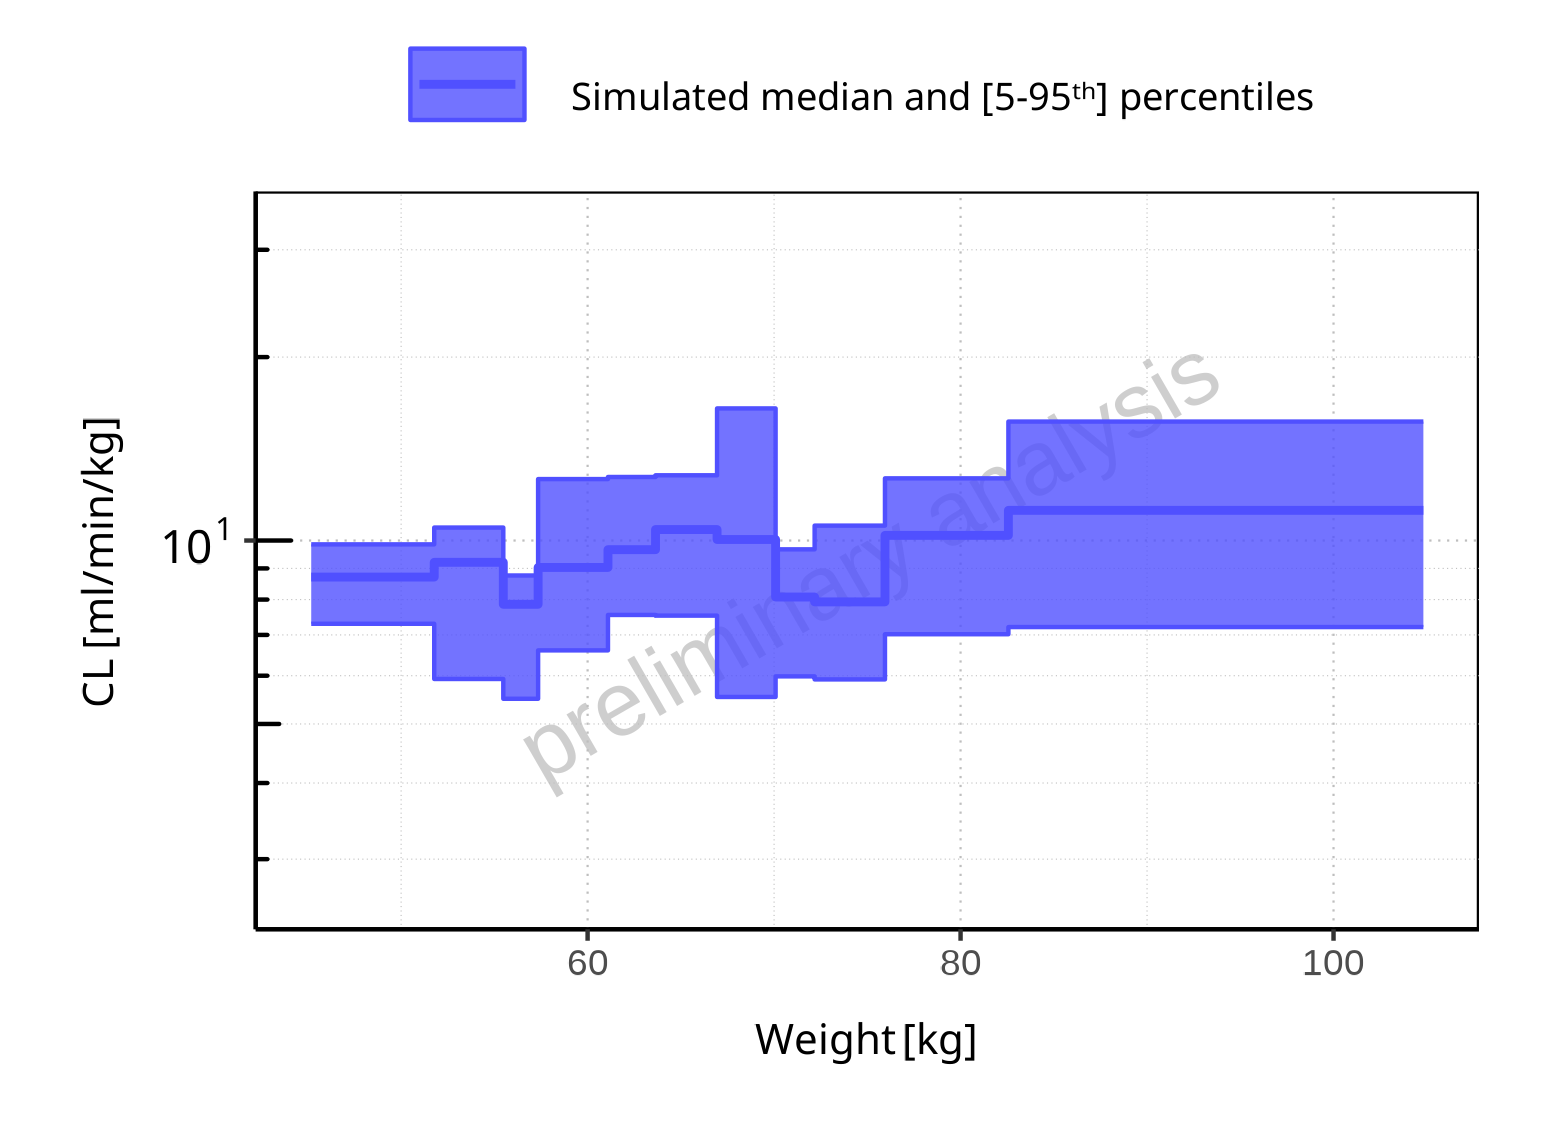 Simulated median and [5-95ᵗʰ] percentiles
CL [ml/min/kg]
10¹
preliminary analysis
60 80 100
Weight [kg]